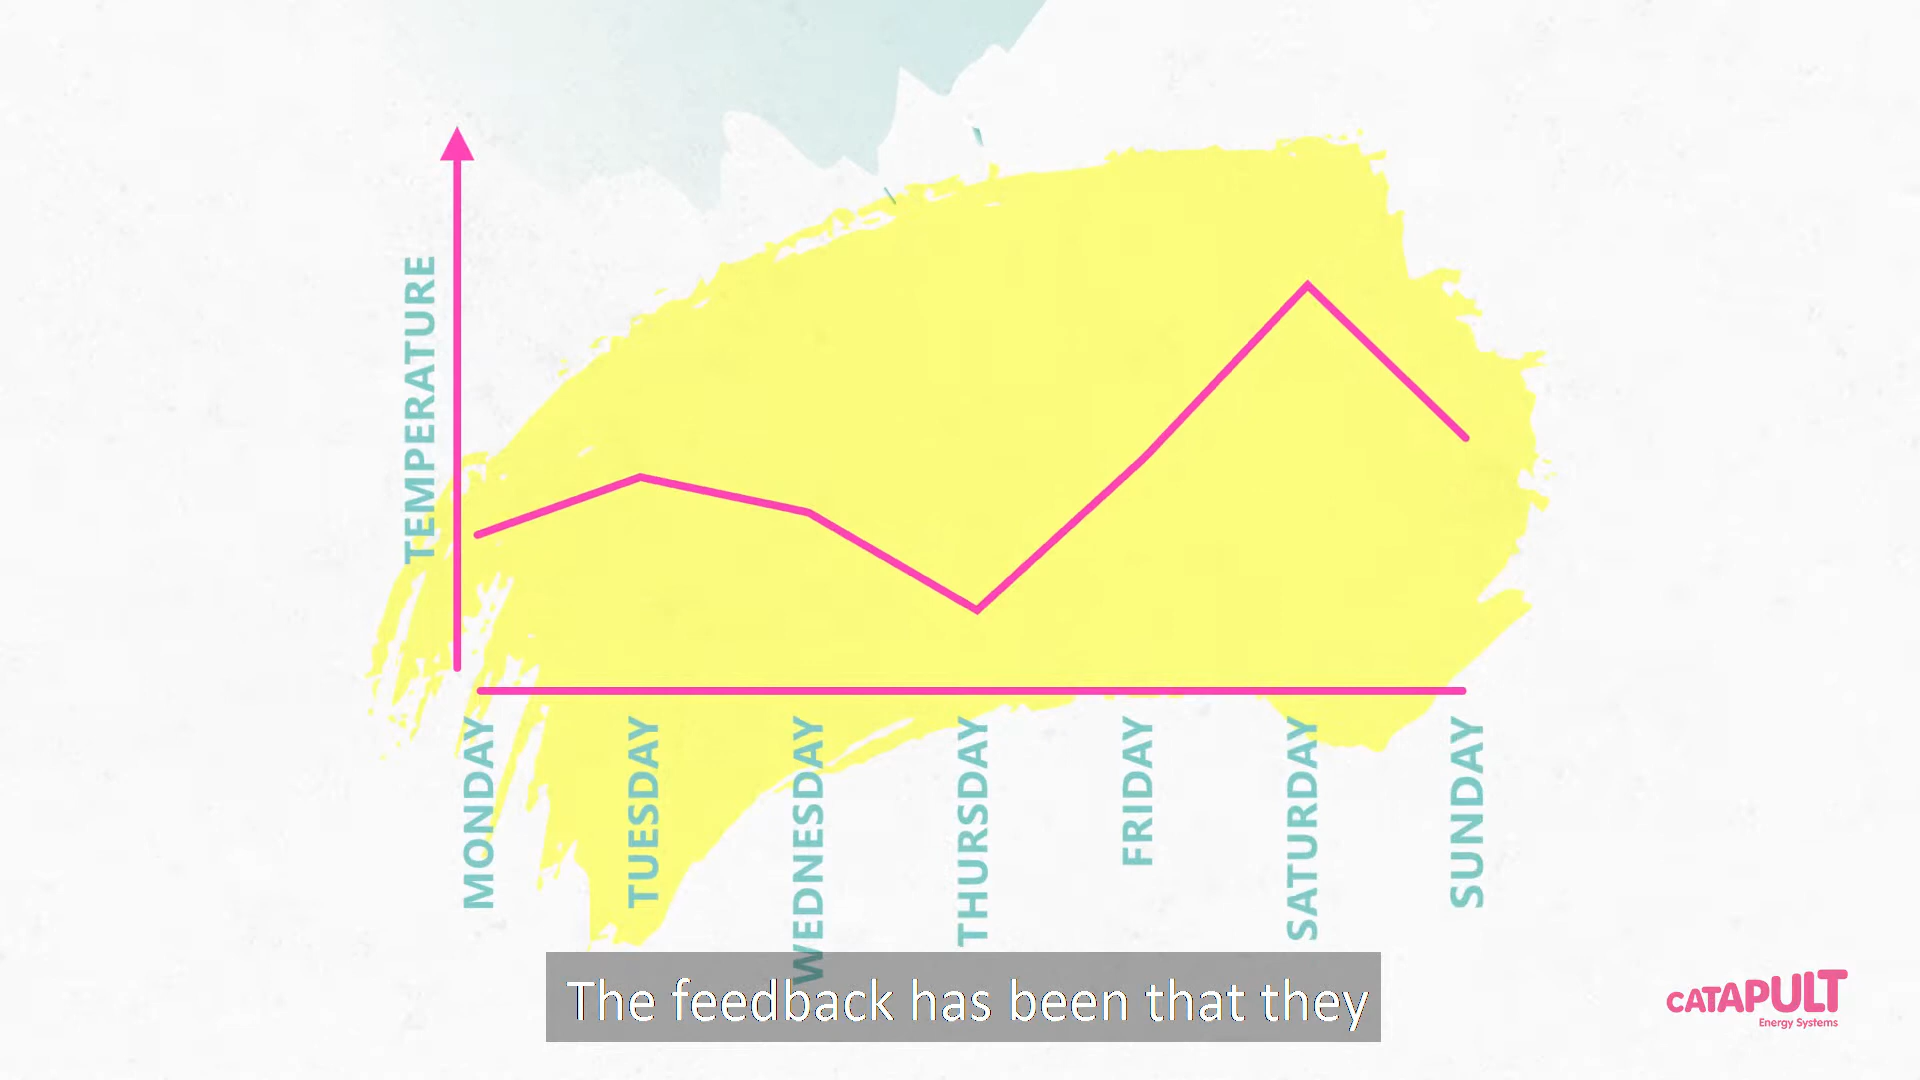 TEMPERATURE
MONDAY
TUESDAY
WEDNESDAY
THURSDAY
FRIDAY
SATURDAY
SUNDAY
The feedback has been that they
CATAPULT
Energy Systems